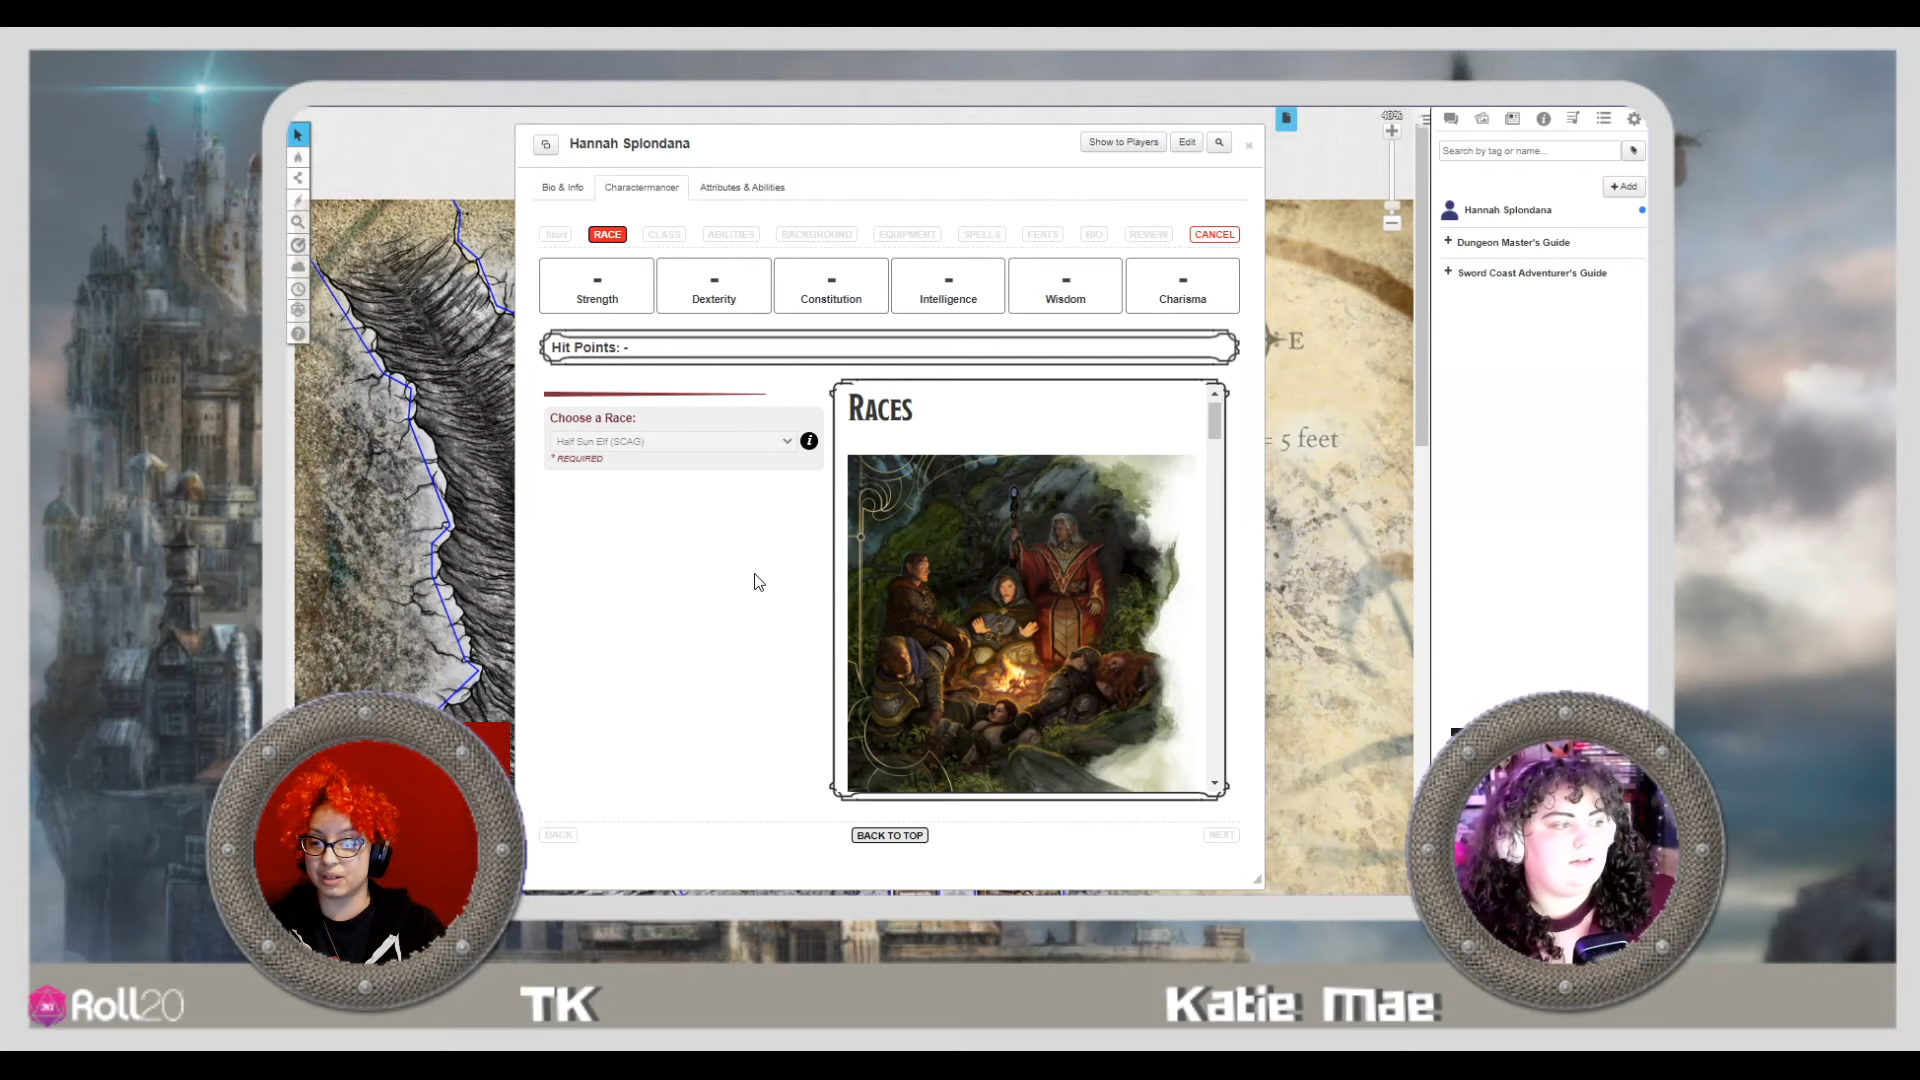 Hannah Splondana
Show to Players
Edit
Bio & Info
Charactermancer
Attributes & Abilities
Start
RACE
CLASS
ABILITIES
BACKGROUND
EQUIPMENT
SPELLS
FEATS
BIO
REVIEW
CANCEL
-
Strength
-
Dexterity
-
Constitution
-
Intelligence
-
Wisdom
-
Charisma
Hit Points: -
Choose a Race:
Half Sun Elf (SCAG)
* REQUIRED
RACES
BACK
BACK TO TOP
NEXT
40%
E
= 5 feet
Search by tag or name...
+ Add
Hannah Splondana
+ Dungeon Master's Guide
+ Sword Coast Adventurer's Guide
20
Roll20
TK
Katie Mae